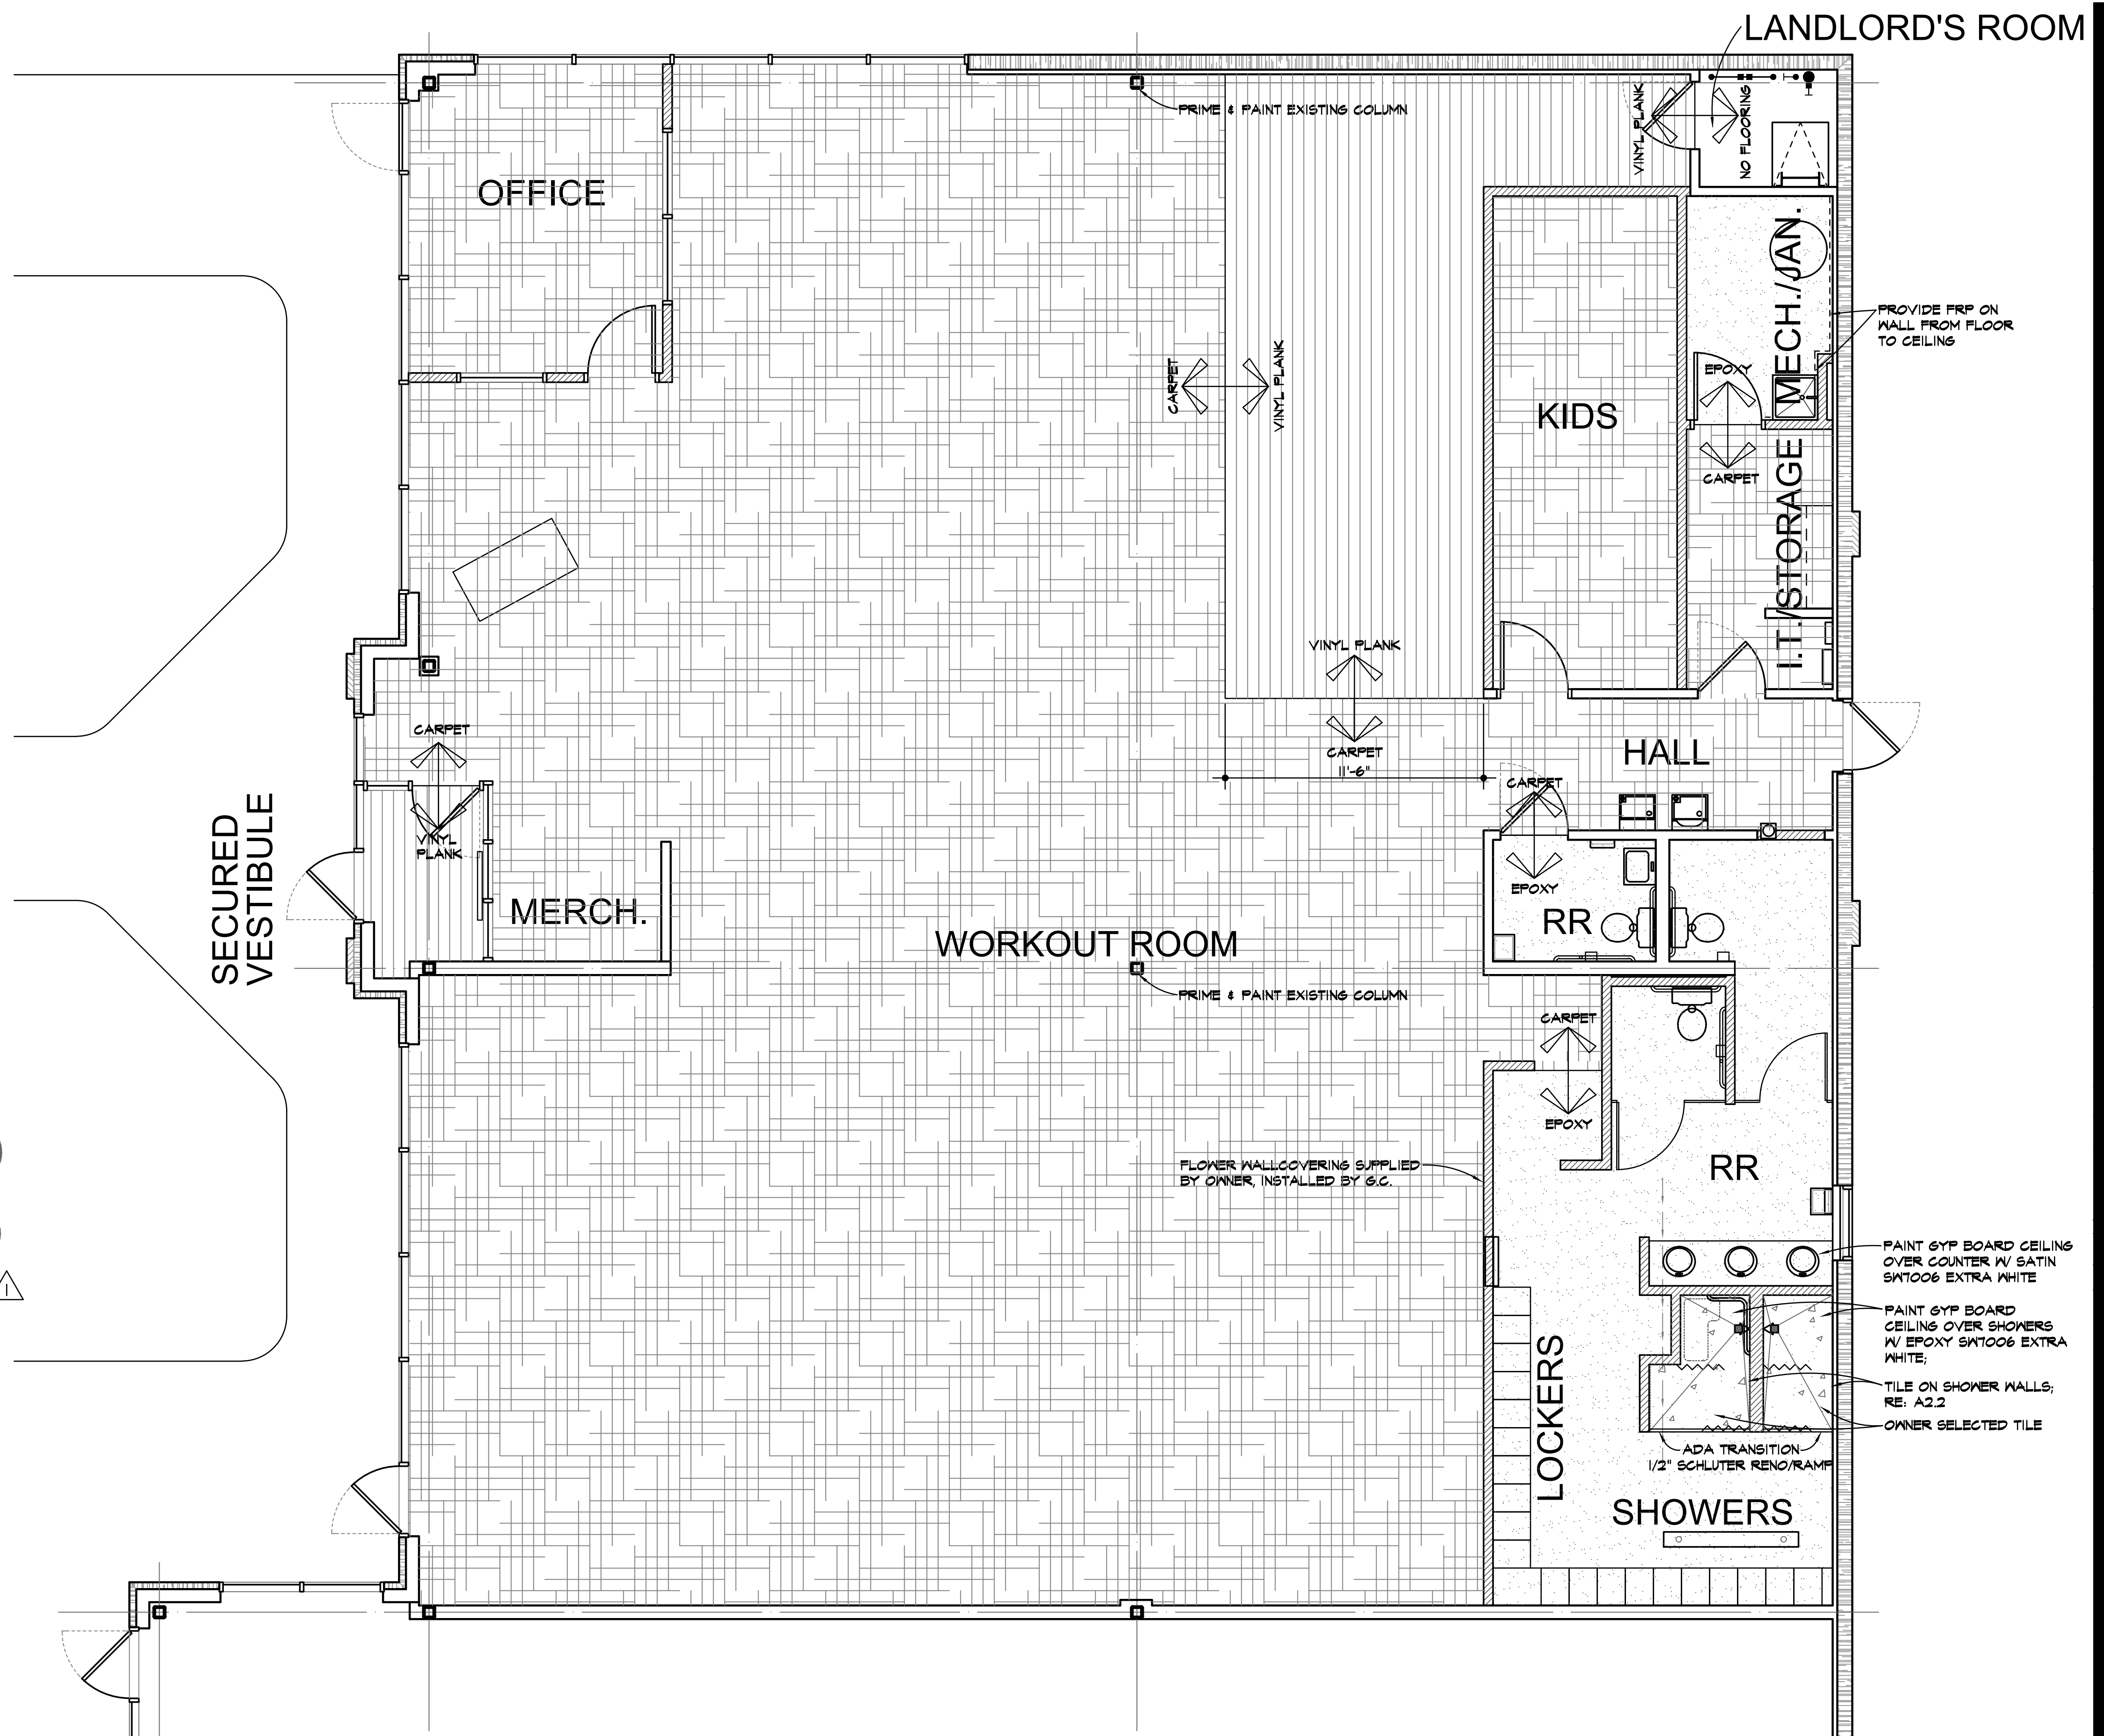 LANDLORD'S ROOM
PRIME & PAINT EXISTING COLUMN
VINYL PLANK
NO FLOORING
OFFICE
MECH./JAN.
PROVIDE FRP ON
WALL FROM FLOOR
TO CEILING
CARPET
VINYL PLANK
KIDS
EPOXY
CARPET
I.T./STORAGE
VINYL PLANK
CARPET
11'-6"
HALL
CARPET
VINYL
PLANK
SECURED
VESTIBULE
CARPET
EPOXY
MERCH.
RR
WORKOUT ROOM
PRIME & PAINT EXISTING COLUMN
CARPET
EPOXY
FLOWER WALLCOVERING SUPPLIED
BY OWNER, INSTALLED BY G.C.
RR
PAINT GYP BOARD CEILING
OVER COUNTER W/ SATIN
SW7006 EXTRA WHITE
PAINT GYP BOARD
CEILING OVER SHOWERS
W/ EPOXY SW7006 EXTRA
WHITE;
TILE ON SHOWER WALLS;
RE: A2.2
OWNER SELECTED TILE
LOCKERS
ADA TRANSITION
1/2" SCHLUTER RENO/RAMP
SHOWERS